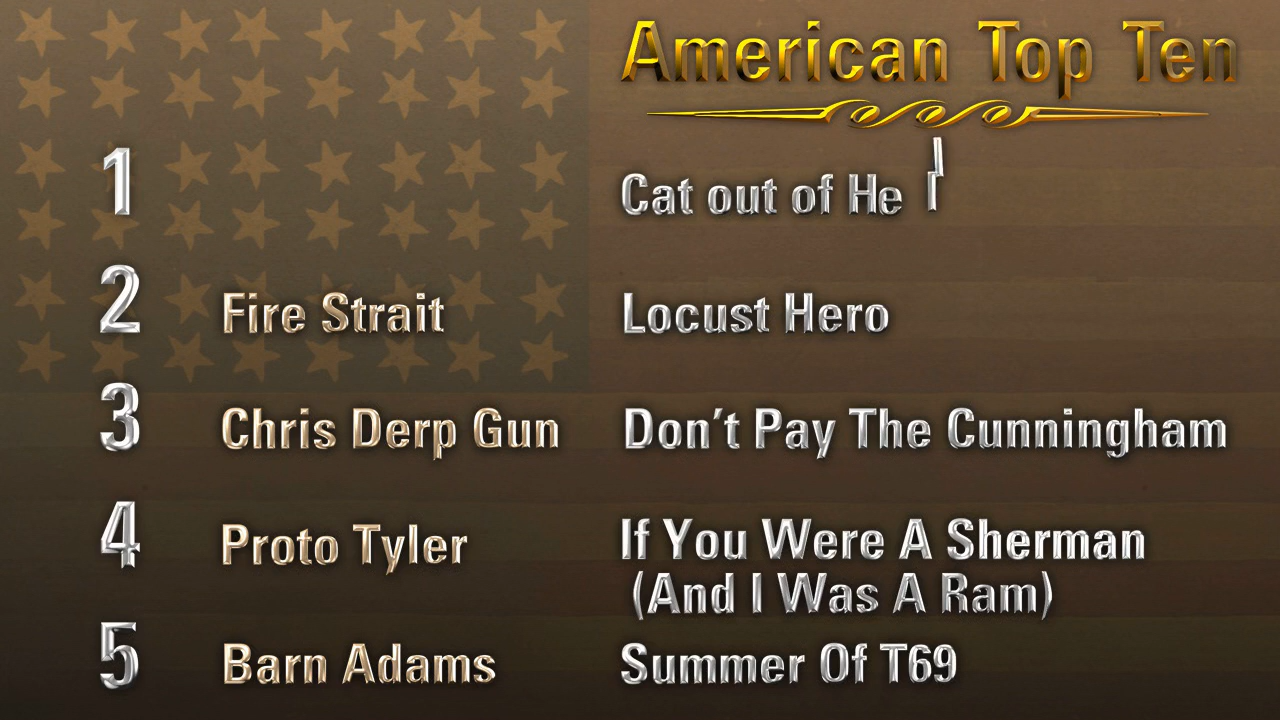 American Top Ten
1 Cat out of He
2 Fire Strait Locust Hero
3 Chris Derp Gun Don't Pay The Cunningham
4 Proto Tyler If You Were A Sherman
(And I Was A Ram)
5 Barn Adams Summer Of T69